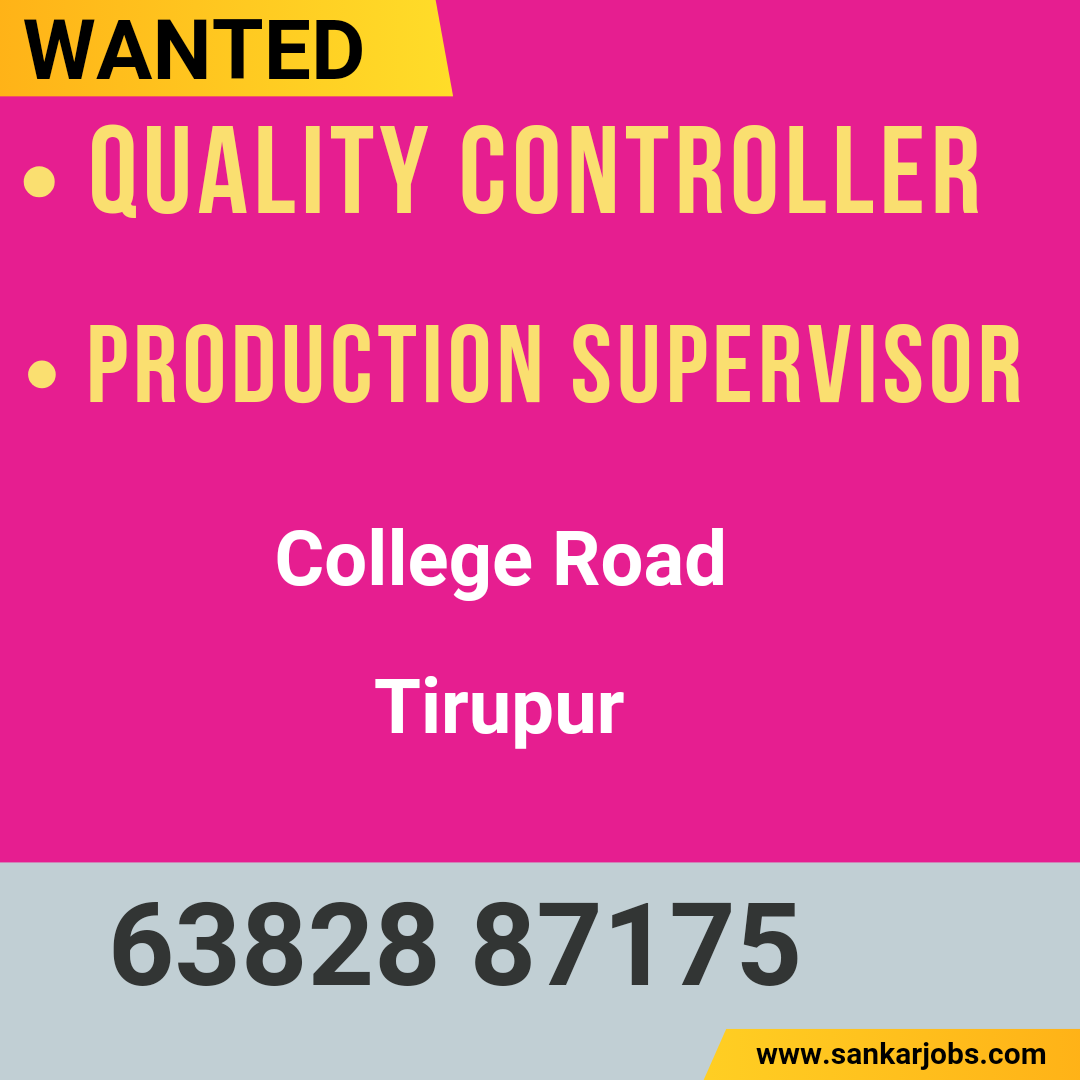 WANTED
• QUALITY CONTROLLER
• PRODUCTION SUPERVISOR
College Road
Tirupur
63828 87175
www.sankarjobs.com